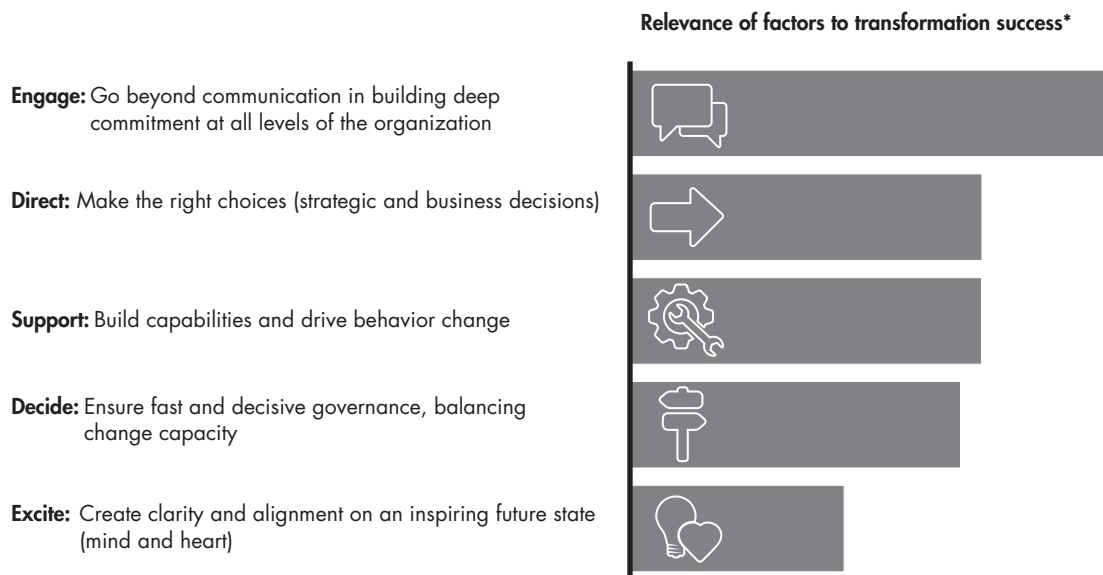 Relevance of factors to transformation success*
Engage: Go beyond communication in building deep
commitment at all levels of the organization
Direct: Make the right choices (strategic and business decisions)
Support: Build capabilities and drive behavior change
Decide: Ensure fast and decisive governance, balancing
change capacity
Excite: Create clarity and alignment on an inspiring future state
(mind and heart)